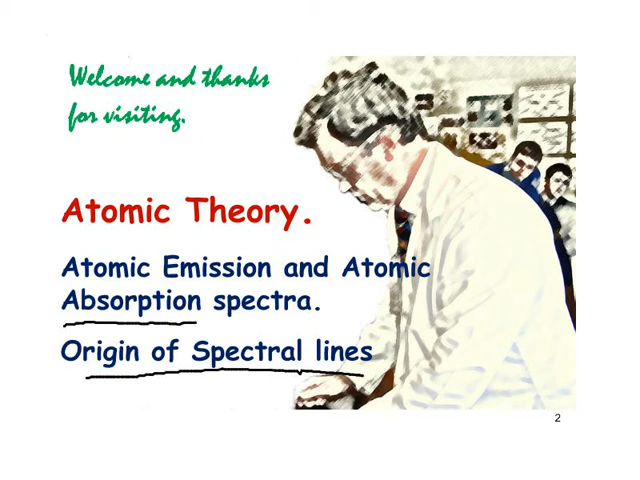 Welcome and thanks
for visiting.
Atomic Theory.
Atomic Emission and Atomic
Absorption spectra.
Origin of Spectral lines
2